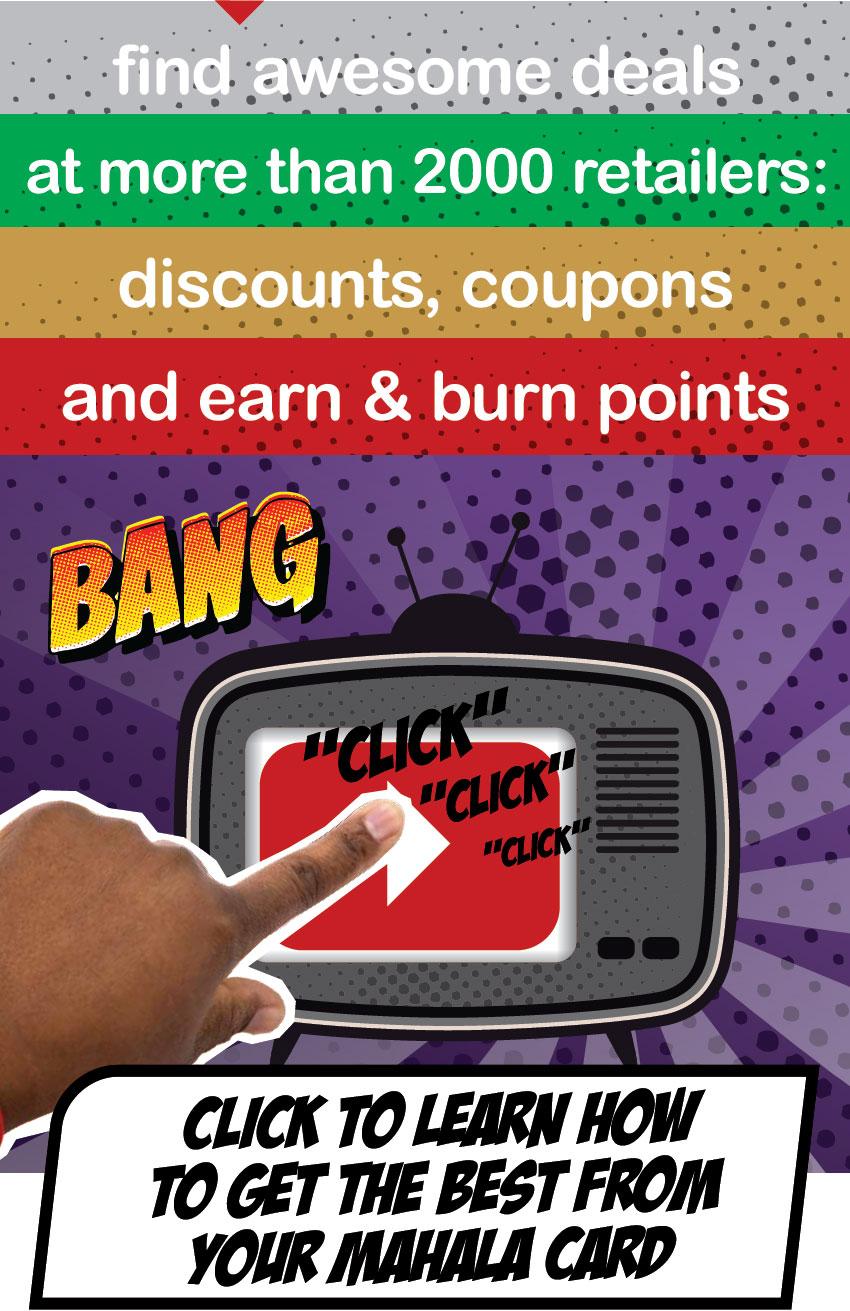 find awesome deals
at more than 2000 retailers:
discounts, coupons
and earn & burn points
BANG
"CLICK"
"CLICK"
"CLICK"
CLICK TO LEARN HOW
TO GET THE BEST FROM
YOUR MAHALA CARD